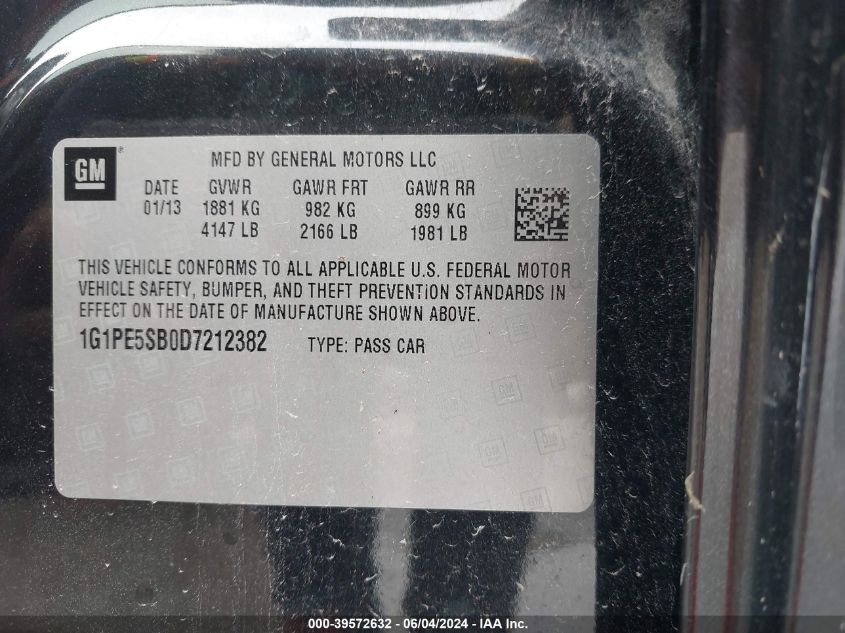 GM
MFD BY GENERAL MOTORS LLC
DATE GVWR GAWR FRT GAWR RR
01/13 1881 KG 982 KG 899 KG
4147 LB 2166 LB 1981 LB
THIS VEHICLE CONFORMS TO ALL APPLICABLE U.S. FEDERAL MOTOR
VEHICLE SAFETY, BUMPER, AND THEFT PREVENTION STANDARDS IN
EFFECT ON THE DATE OF MANUFACTURE SHOWN ABOVE.
1G1PE5SB0D7212382 TYPE: PASS CAR
000-39572632 - 06/04/2024 - IAA Inc.